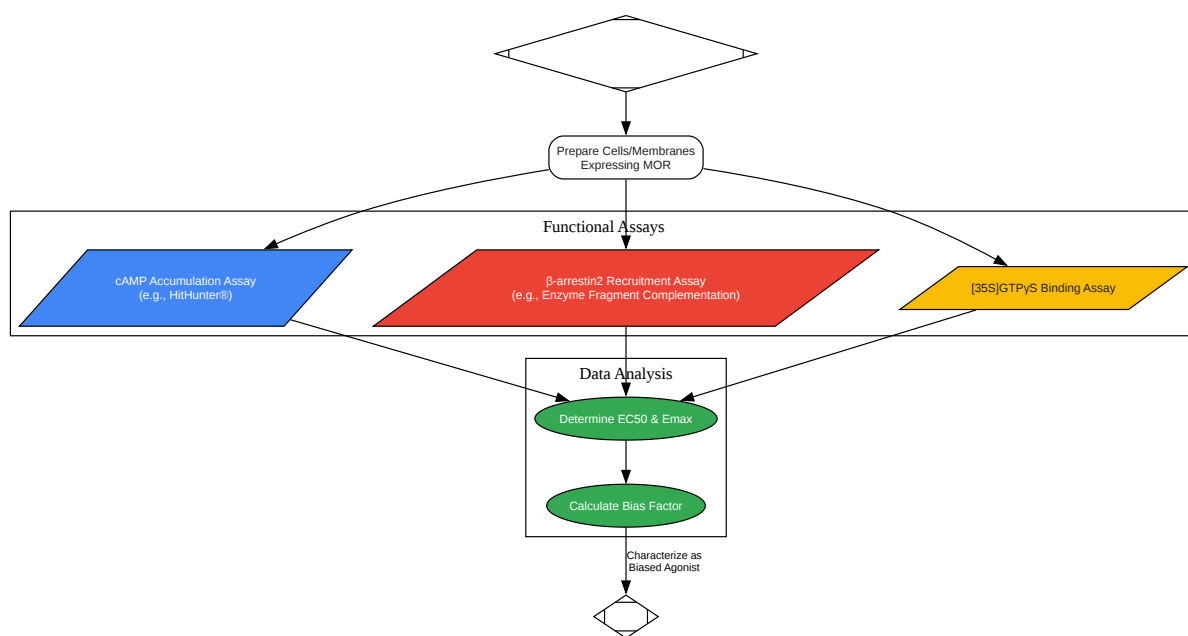 Prepare Cells/Membranes
Expressing MOR
Functional Assays
cAMP Accumulation Assay
(e.g., HitHunter®)
β-arrestin2 Recruitment Assay
(e.g., Enzyme Fragment Complementation)
[35S]GTPγS Binding Assay
Data Analysis
Determine EC50 & Emax
Calculate Bias Factor
Characterize as
Biased Agonist